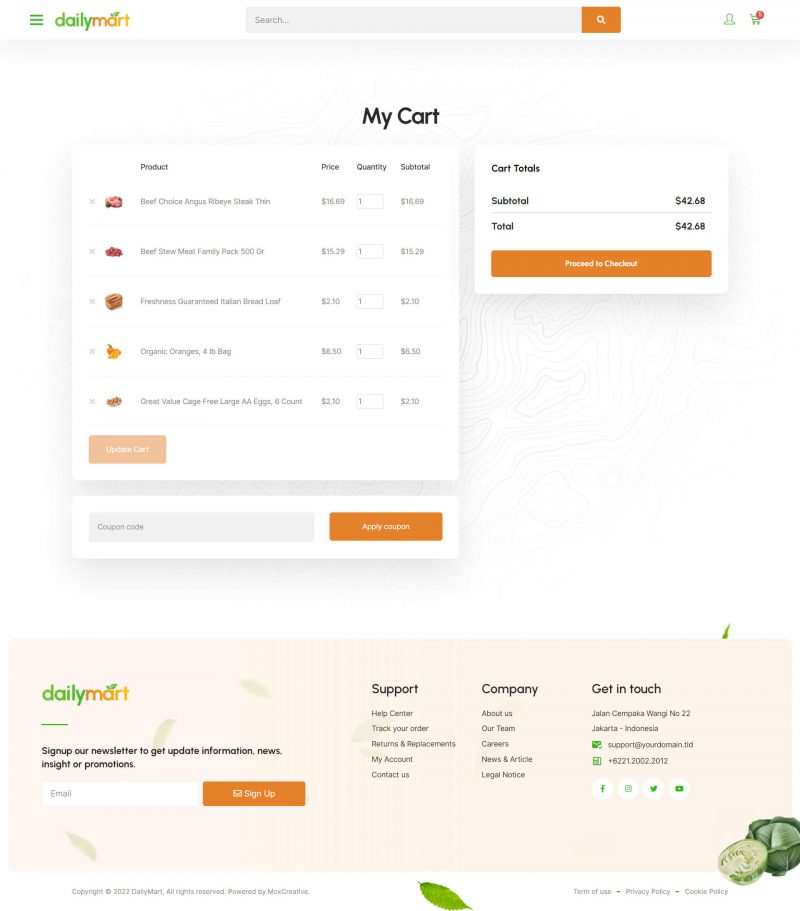 dailymart
Search...
5
My Cart
Product Price Quantity Subtotal
× Beef Choice Angus Ribeye Steak Thin $16.69 1 $16.69
× Beef Stew Meat Family Pack 500 Gr $15.29 1 $15.29
× Freshness Guaranteed Italian Bread Loaf $2.10 1 $2.10
× Organic Oranges, 4 lb Bag $6.50 1 $6.50
× Great Value Cage Free Large AA Eggs, 6 Count $2.10 1 $2.10
Update Cart
Coupon code
Apply coupon
Cart Totals
Subtotal $42.68
Total $42.68
Proceed to Checkout
dailymart
Signup our newsletter to get update information, news,
insight or promotions.
Email
Sign Up
Support
Help Center
Track your order
Returns & Replacements
My Account
Contact us
Company
About us
Our Team
Careers
News & Article
Legal Notice
Get in touch
Jalan Cempaka Wangi No 22
Jakarta - Indonesia
support@yourdomain.tld
+6221.2002.2012
Copyright © 2022 DailyMart, All rights reserved. Powered by MoxCreative.
Term of use – Privacy Policy – Cookie Policy